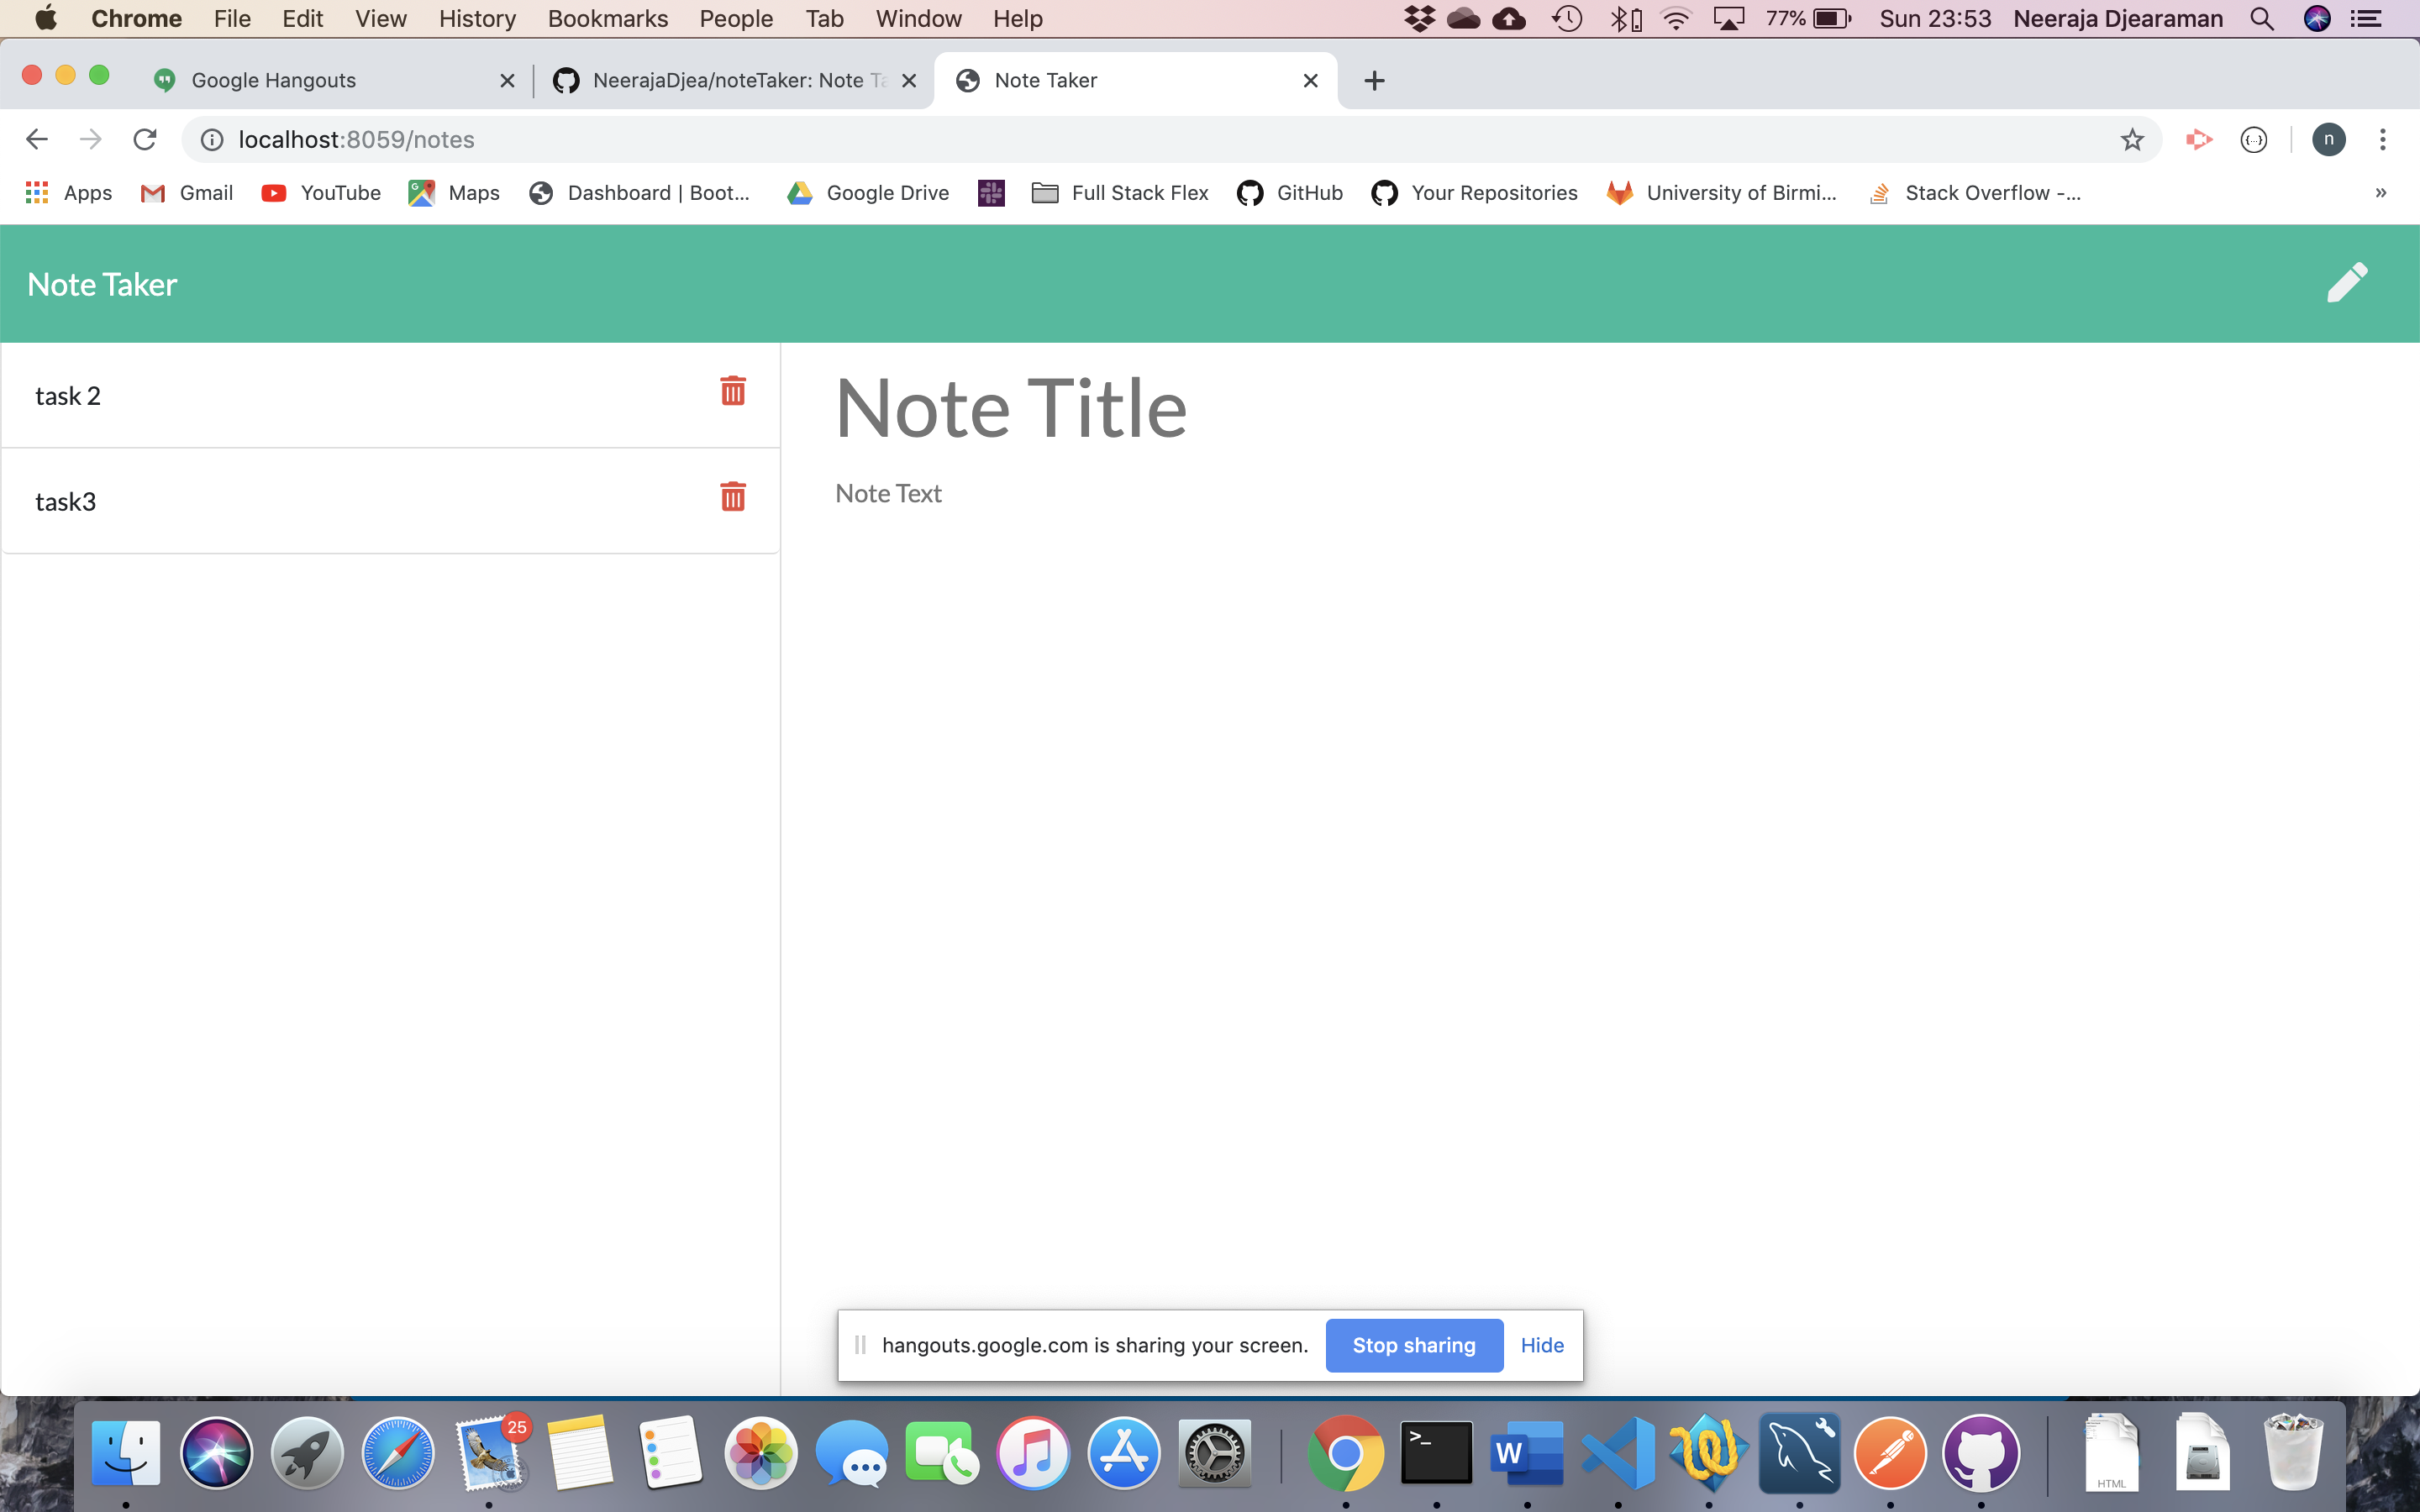 Chrome File Edit View History Bookmarks People Tab Window Help 77% Sun 23:53 Neeraja Djearaman
Google Hangouts NeerajaDjea/noteTaker: Note Ta Note Taker
localhost:8059/notes n
Apps Gmail YouTube Maps Dashboard | Boot... Google Drive Full Stack Flex GitHub Your Repositories University of Birmi... Stack Overflow -... »
Note Taker
task 2
Note Title
task3
Note Text
hangouts.google.com is sharing your screen. Stop sharing Hide
25
>_
W
HTML